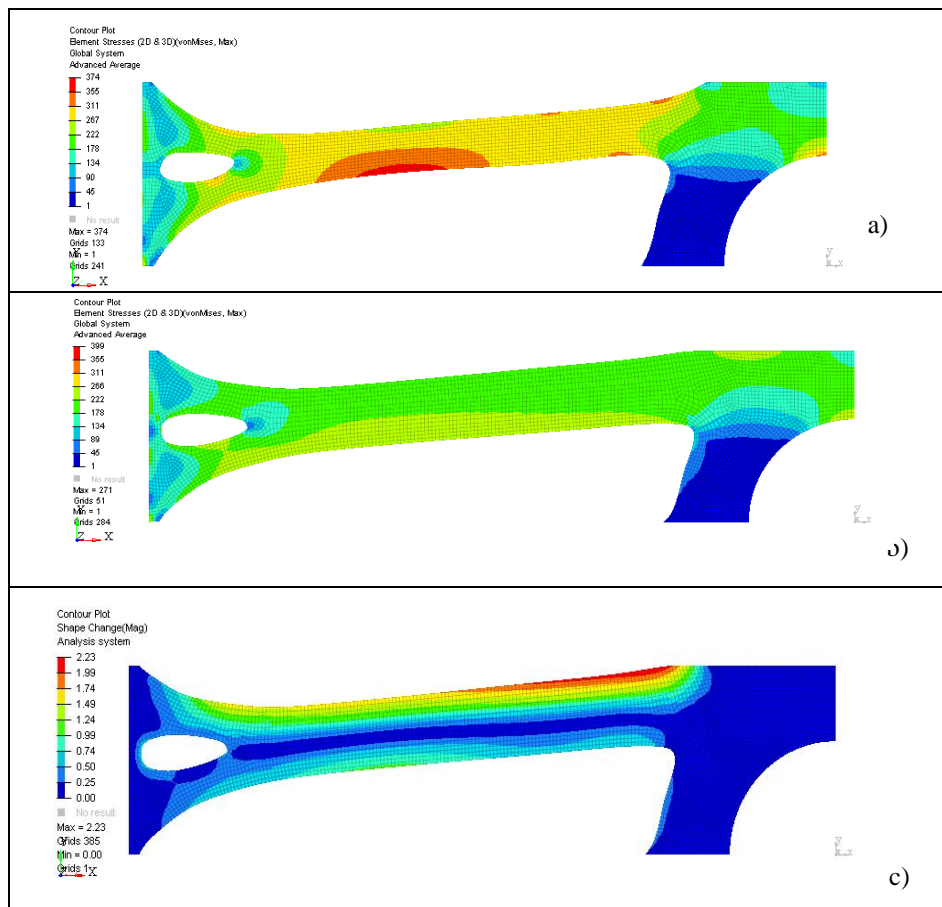 Contour Plot
Element Stresses (2D & 3D)(vonMises, Max)
Global System
Advanced Average
374
355
311
267
222
178
134
90
45
1
No result
Max = 374
Grids 133
Min = 1
Grids 241
Y
Z X
Y
x
a)
Contour Plot
Element Stresses (2D & 3D)(vonMises, Max)
Global System
Advanced Average
399
355
311
266
222
178
134
89
45
1
No result
Max = 271
Grids 51
Min = 1
Grids 284
Y
Z X
Y
x
Contour Plot
Shape Change(Mag)
Analysis system
2.23
1.99
1.74
1.49
1.24
0.99
0.74
0.50
0.25
0.00
No result
Max = 2.23
Grids 385
Min = 0.00
Grids 1
Y
X
Y
x
c)